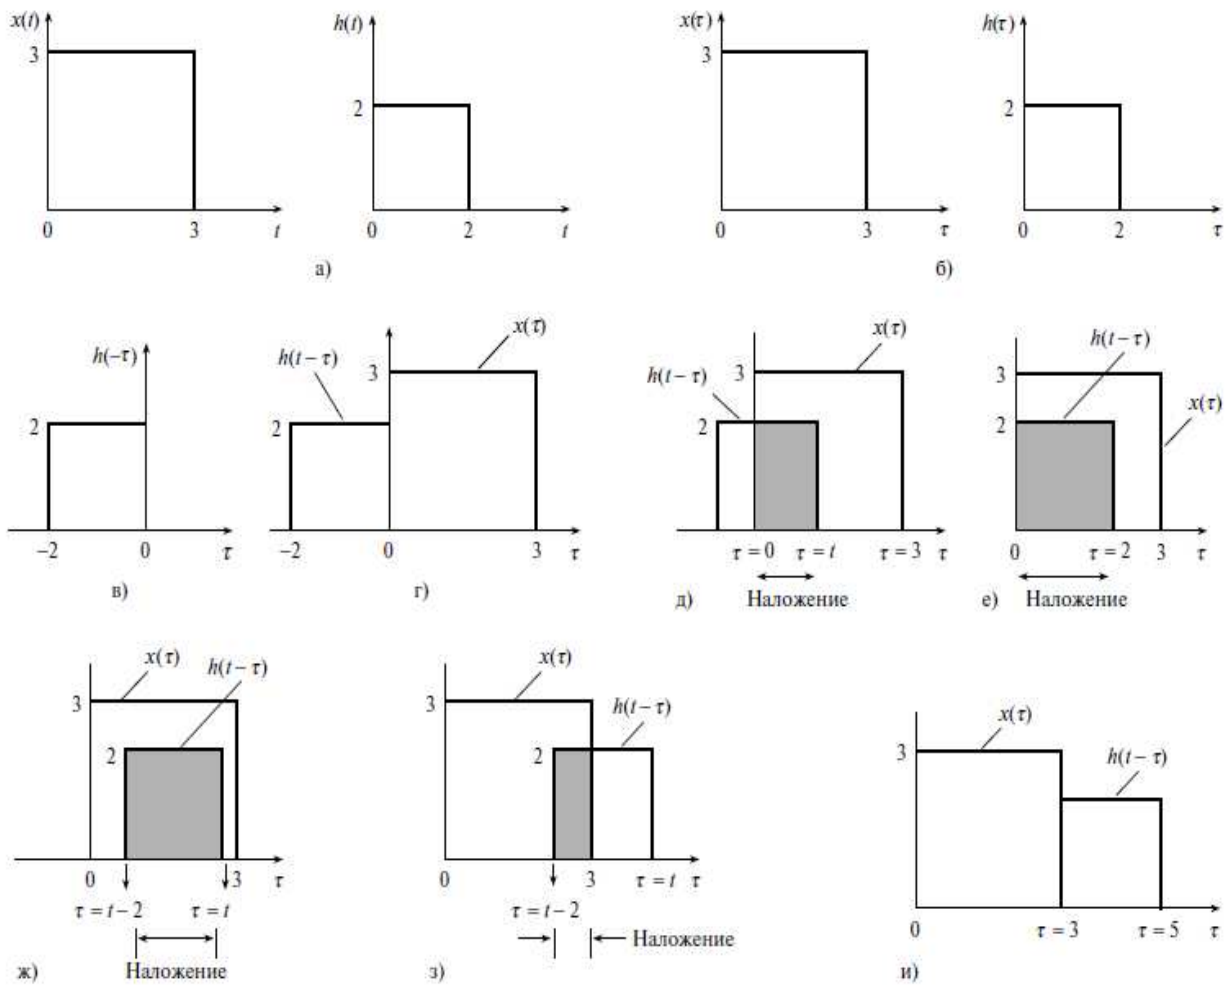 x(t)
3
0
3
t
h(t)
2
0
2
t
а)
x(τ)
3
0
3
τ
h(τ)
2
0
2
τ
б)
h(–τ)
2
–2
0
τ
в)
h(t – τ)
x(τ)
3
2
–2
0
3
τ
г)
x(τ)
h(t – τ)
3
2
τ = 0
τ = t
τ = 3
τ
Наложение
д)
h(t – τ)
3
x(τ)
2
0
τ = 2
3
τ
Наложение
е)
x(τ)
h(t – τ)
3
2
0
3
τ
τ = t – 2
τ = t
Наложение
ж)
x(τ)
3
h(t – τ)
2
0
3
τ = t
τ
τ = t – 2
Наложение
з)
x(τ)
3
h(t – τ)
0
τ = 3
τ = 5
τ
и)